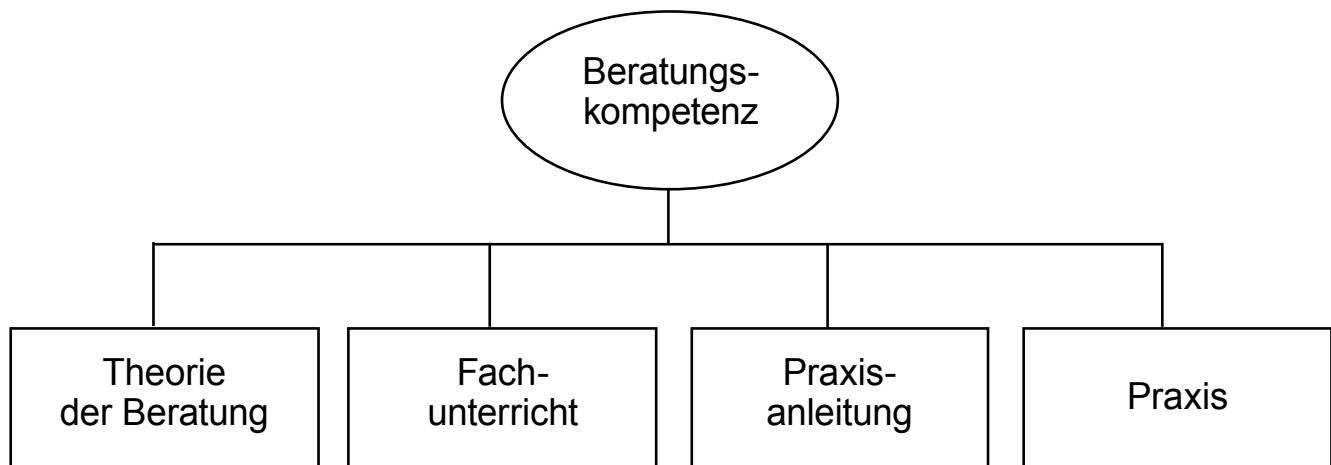 Beratungs-
kompetenz
Theorie
der Beratung
Fach-
unterricht
Praxis-
anleitung
Praxis